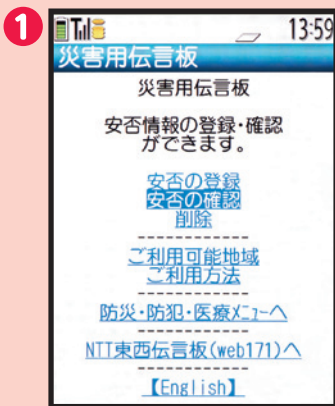 1
13:59
災害用伝言板
災害用伝言板
安否情報の登録・確認
ができます。
安否の登録
安否の確認
削除
ご利用可能地域
ご利用方法
防災・防犯・医療ﾒﾆｭｰへ
NTT東西伝言板(web171)へ
【English】